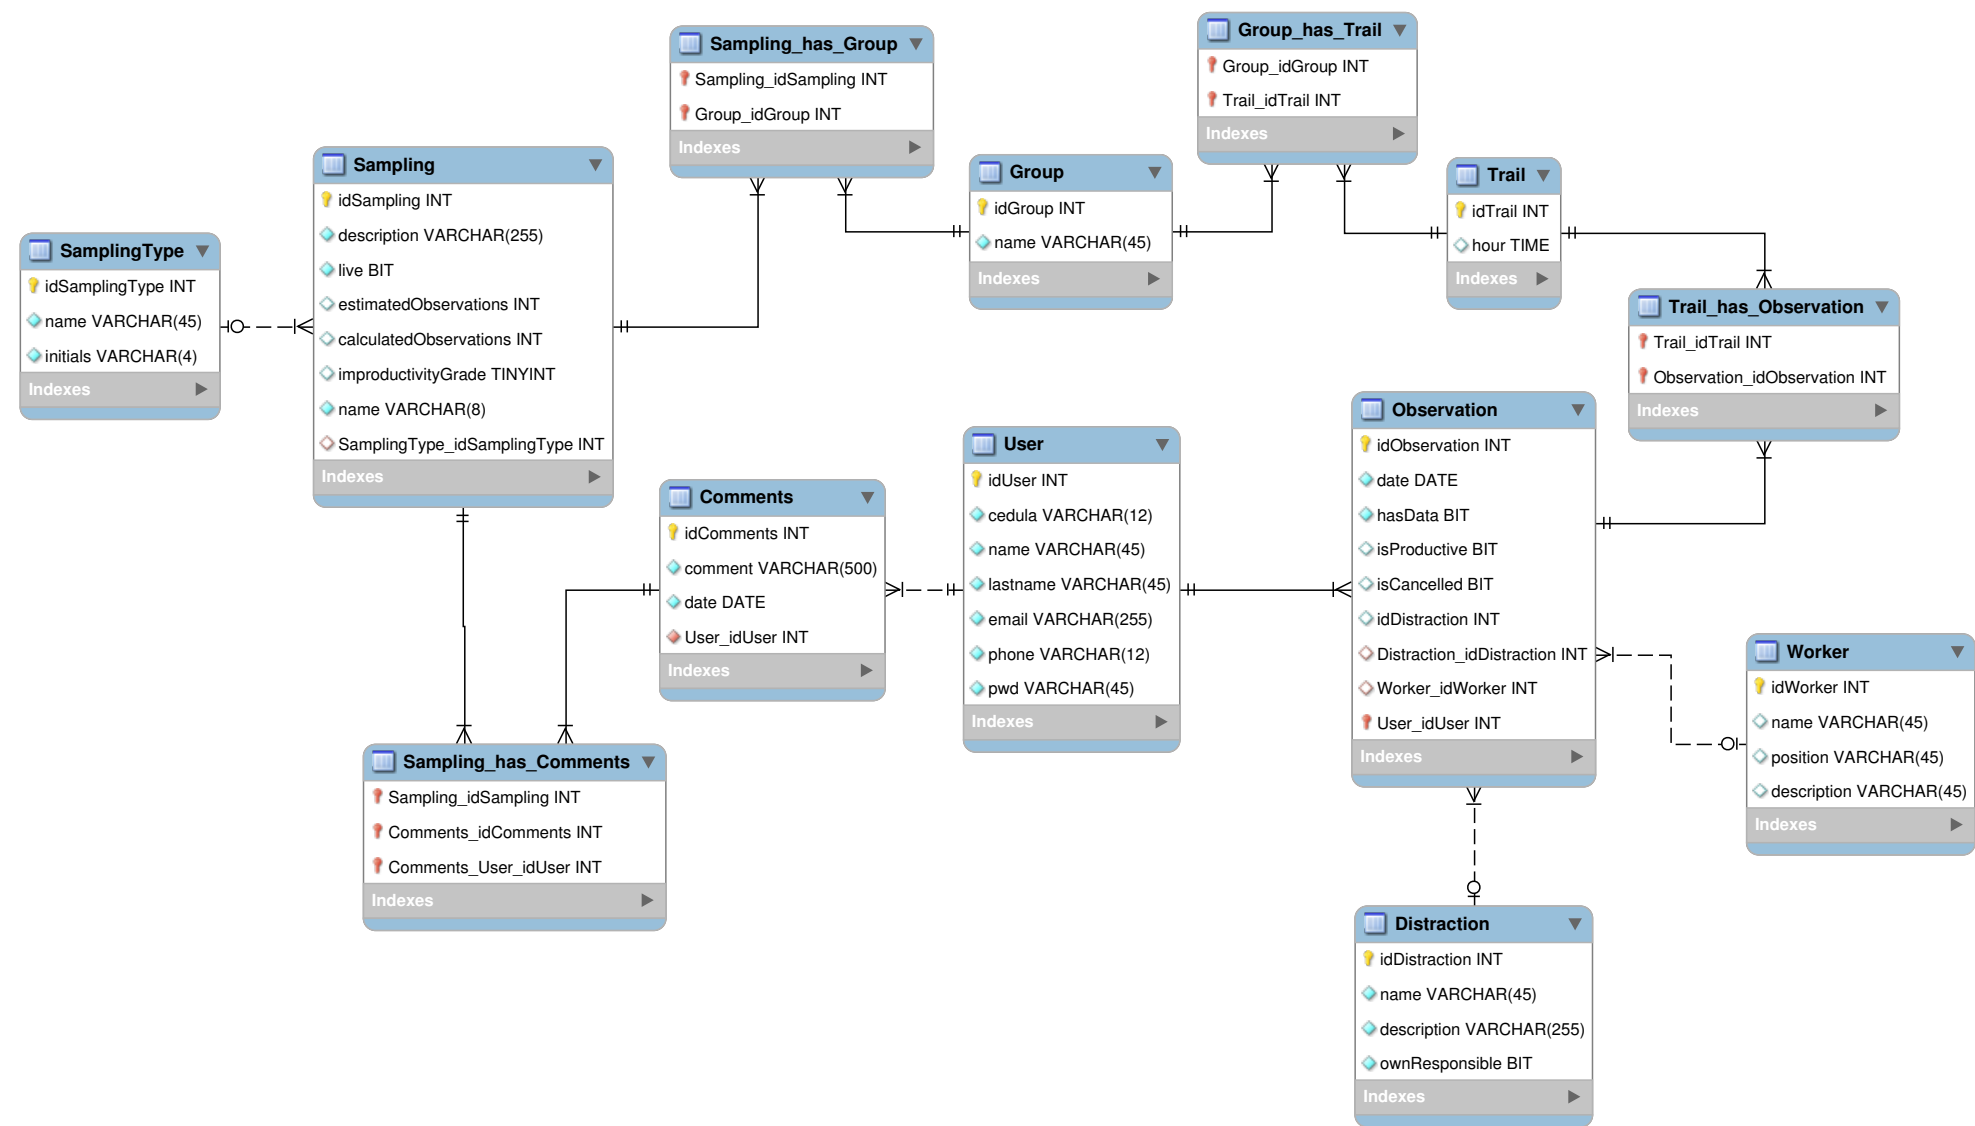 Sampling_has_Group
Sampling_idSampling INT
Group_idGroup INT
Indexes
Group_has_Trail
Group_idGroup INT
Trail_idTrail INT
Indexes
Sampling
idSampling INT
description VARCHAR(255)
live BIT
estimatedObservations INT
calculatedObservations INT
improductivityGrade TINYINT
name VARCHAR(8)
SamplingType_idSamplingType INT
Indexes
Group
idGroup INT
name VARCHAR(45)
Indexes
Trail
idTrail INT
hour TIME
Indexes
SamplingType
idSamplingType INT
name VARCHAR(45)
initials VARCHAR(4)
Indexes
Trail_has_Observation
Trail_idTrail INT
Observation_idObservation INT
Indexes
Observation
idObservation INT
date DATE
hasData BIT
isProductive BIT
isCancelled BIT
idDistraction INT
Distraction_idDistraction INT
Worker_idWorker INT
User_idUser INT
Indexes
User
idUser INT
cedula VARCHAR(12)
name VARCHAR(45)
lastname VARCHAR(45)
email VARCHAR(255)
phone VARCHAR(12)
pwd VARCHAR(45)
Indexes
Comments
idComments INT
comment VARCHAR(500)
date DATE
User_idUser INT
Indexes
Worker
idWorker INT
name VARCHAR(45)
position VARCHAR(45)
description VARCHAR(45)
Indexes
Sampling_has_Comments
Sampling_idSampling INT
Comments_idComments INT
Comments_User_idUser INT
Indexes
Distraction
idDistraction INT
name VARCHAR(45)
description VARCHAR(255)
ownResponsible BIT
Indexes